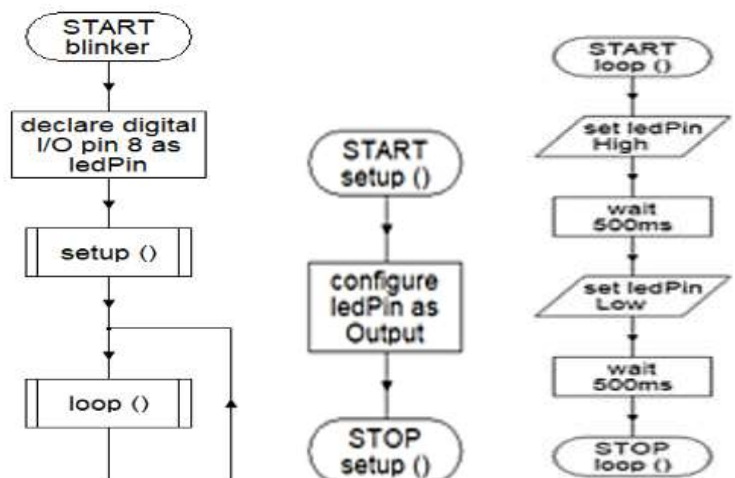 START
blinker
declare digital
I/O pin 8 as
ledPin
setup ()
loop ()
START
setup ()
configure
ledPin as
Output
STOP
setup ()
START
loop ()
set ledPin
High
wait
500ms
set ledPin
Low
wait
500ms
STOP
loop ()